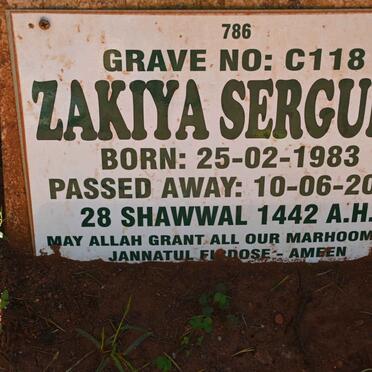 786
GRAVE NO: C118
ZAKIYA
BORN: 25-02-1983
PASSED AWAY: 10-06-20
28 SHAWWAL 1442 A.H.
MAY ALLAH GRANT ALL OUR MARHOOM
JANNATUL FIRDOSE - AMEEN